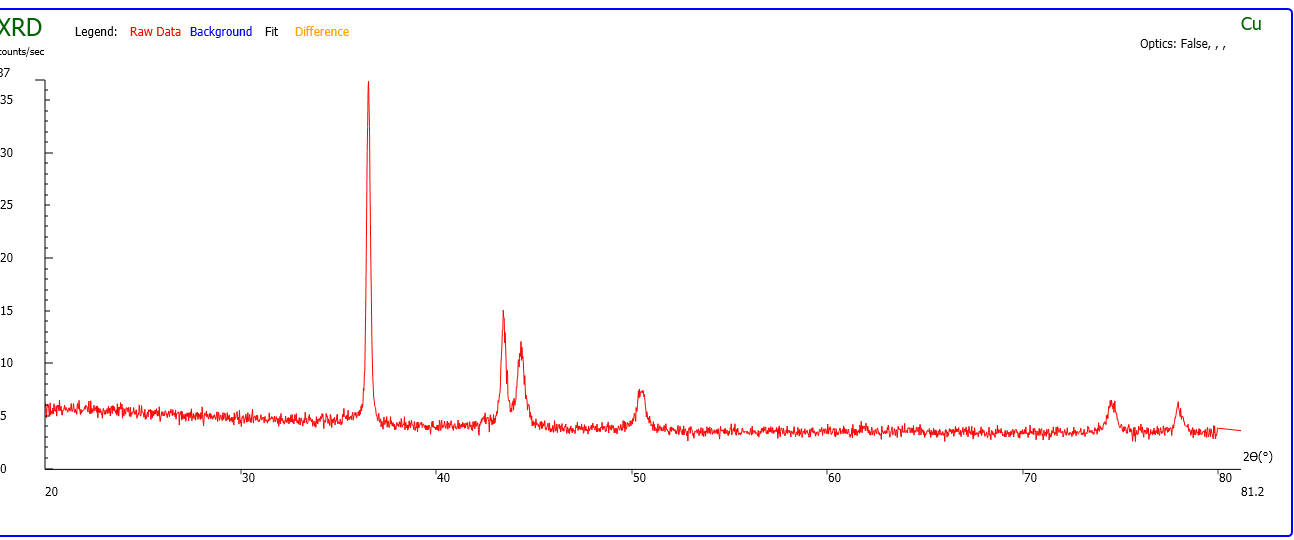 XRD
Legend: Raw Data Background Fit Difference
Cu
Optics: False, , ,
counts/sec
37
35
30
25
20
15
10
5
0
2Θ(°)
30 40 50 60 70 80
20 81.2